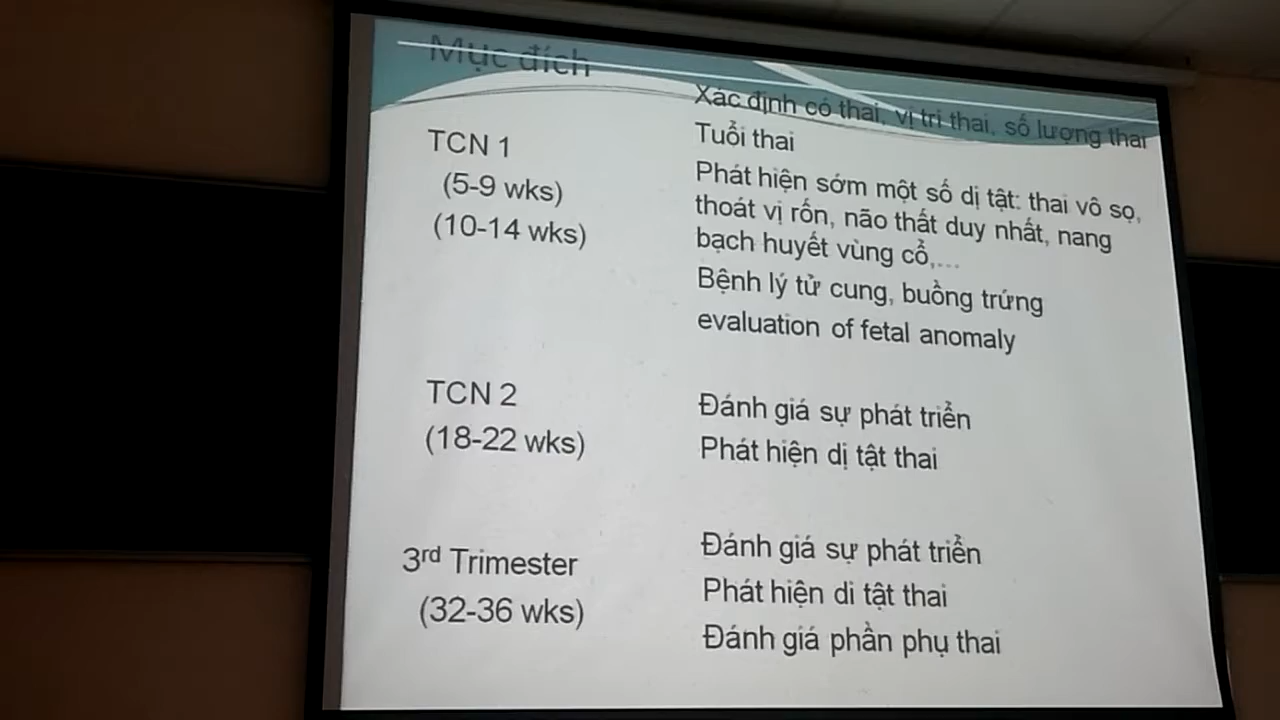 Mục đích
Xác định có thai, vị trí thai, số lượng thai
TCN 1
Tuổi thai
(5-9 wks)
Phát hiện sớm một số dị tật: thai vô sọ,
(10-14 wks)
thoát vị rốn, não thất duy nhất, nang
bạch huyết vùng cổ,...
Bệnh lý tử cung, buồng trứng
evaluation of fetal anomaly
TCN 2
Đánh giá sự phát triển
(18-22 wks)
Phát hiện dị tật thai
3rd Trimester
Đánh giá sự phát triển
(32-36 wks)
Phát hiện di tật thai
Đánh giá phần phụ thai